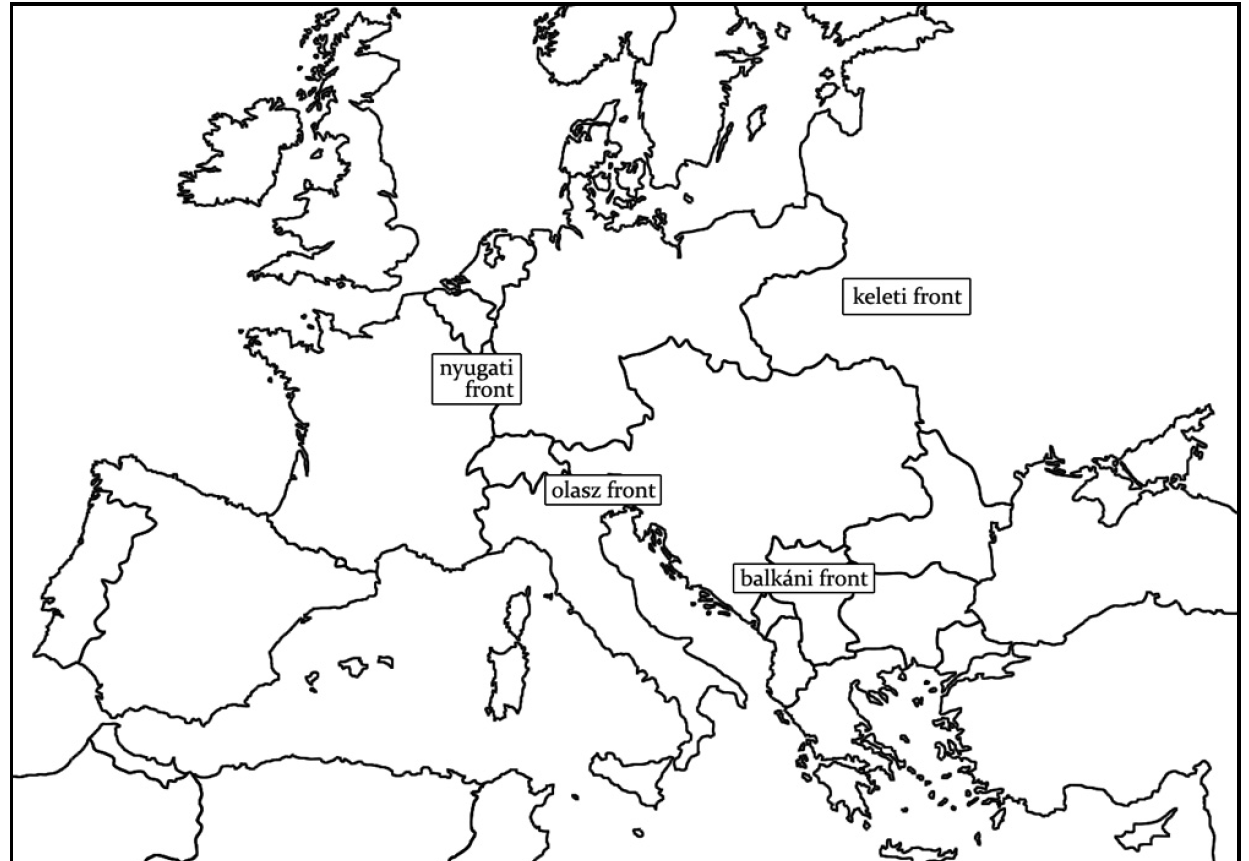 keleti front
nyugati
front
olasz front
balkáni front